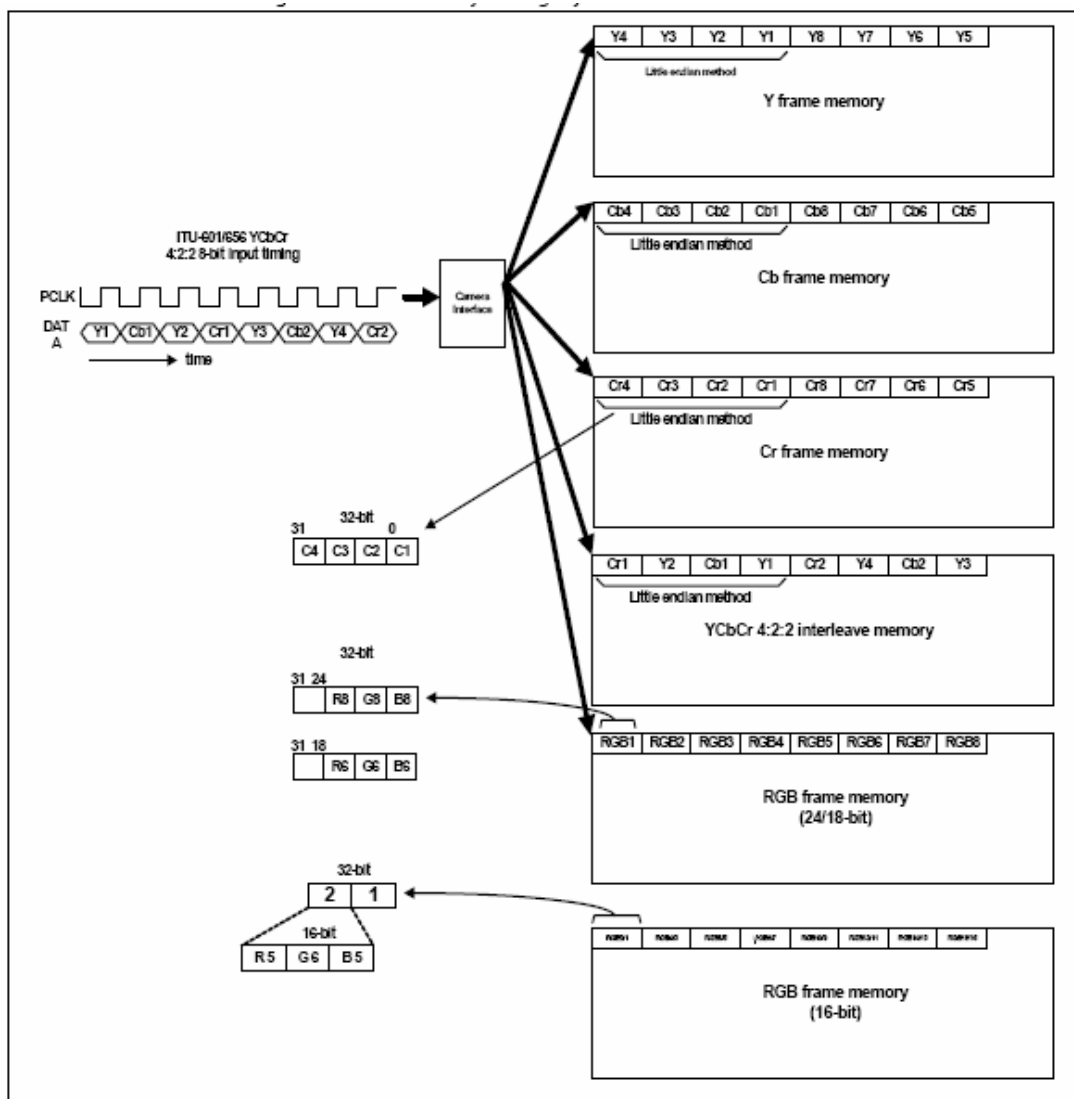 Y4 Y3 Y2 Y1 Y8 Y7 Y6 Y5
Little endian method
Y frame memory
Cb4 Cb3 Cb2 Cb1 Cb8 Cb7 Cb6 Cb5
Little endian method
Cb frame memory
ITU-601/656 YCbCr
4:2:2 8-bit input timing
PCLK
DAT
A
Y1 Cb1 Y2 Cr1 Y3 Cb2 Y4 Cr2
time
Camera
Interface
Cr4 Cr3 Cr2 Cr1 Cr8 Cr7 Cr6 Cr5
Little endian method
Cr frame memory
32-bit
31 0
C4 C3 C2 C1
Cr1 Y2 Cb1 Y1 Cr2 Y4 Cb2 Y3
Little endian method
YCbCr 4:2:2 interleave memory
32-bit
31 24
R8 G8 B8
31 18
R6 G6 B6
RGB1 RGB2 RGB3 RGB4 RGB5 RGB6 RGB7 RGB8
RGB frame memory
(24/18-bit)
32-bit
2 1
16-bit
R5 G6 B5
RGB frame memory
(16-bit)